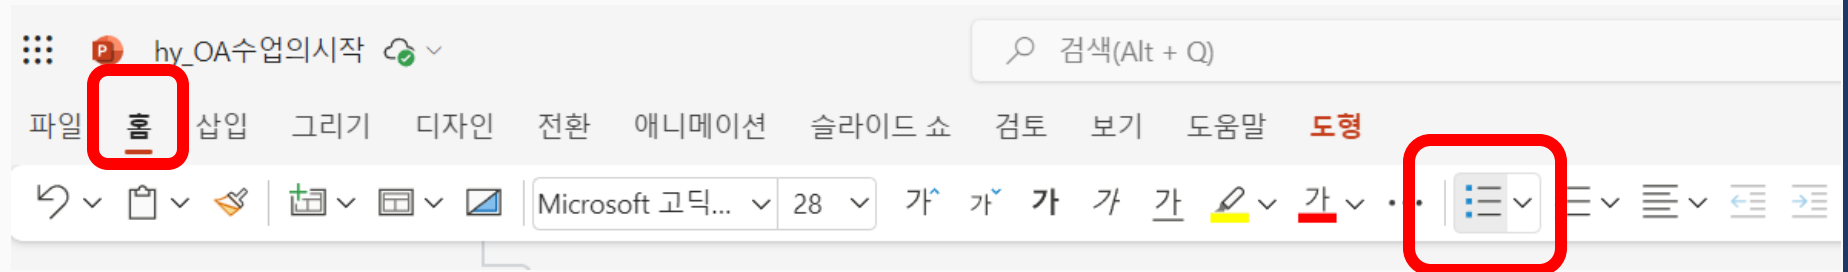 hy_OA수업의시작
검색(Alt + Q)
파일 홈 삽입 그리기 디자인 전환 애니메이션 슬라이드 쇼 검토 보기 도움말 도형
Microsoft 고딕... 28 가 가 가 가 가 가